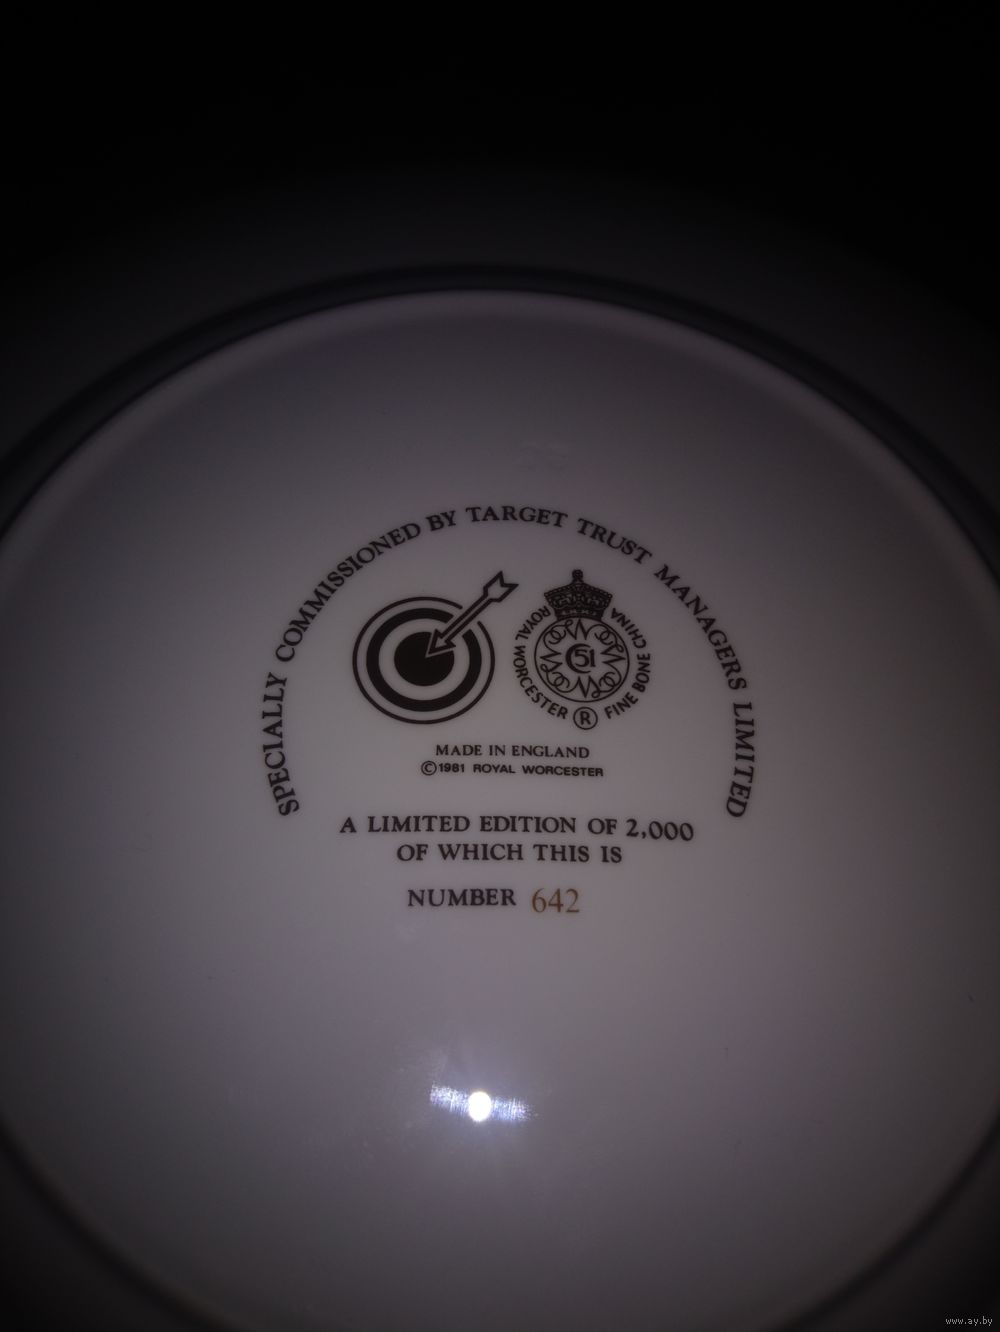 SPECIALLY COMMISSIONED BY TARGET TRUST MANAGERS LIMITED
ROYAL WORCESTER FINE BONE CHINA
51
R
MADE IN ENGLAND
©1981 ROYAL WORCESTER
A LIMITED EDITION OF 2,000
OF WHICH THIS IS
NUMBER 642
www.ay.by